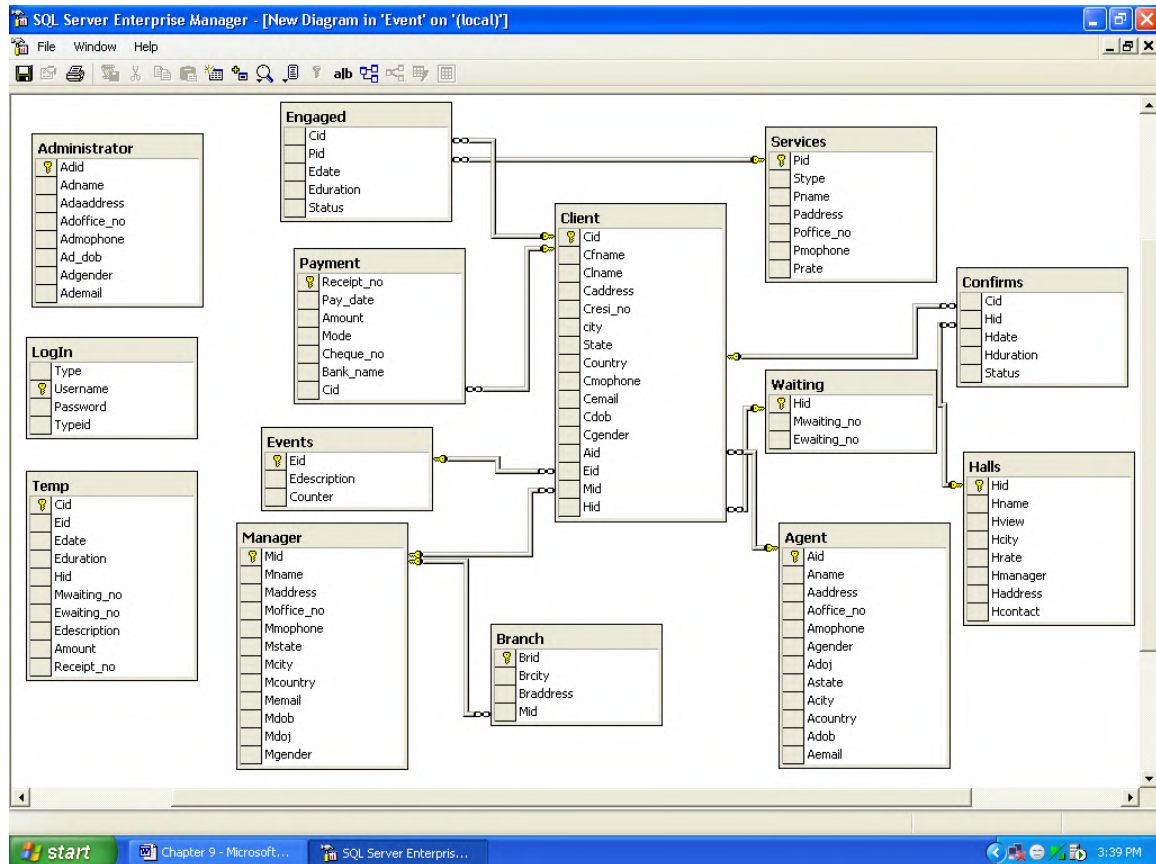 SQL Server Enterprise Manager - [New Diagram in 'Event' on '(local)']
File Window Help
alb
Administrator
Adid
Adname
Adaaddress
Adoffice_no
Admophone
Ad_dob
Adgender
Ademail
LogIn
Type
Username
Password
Typeid
Temp
Cid
Eid
Edate
Eduration
Hid
Mwaiting_no
Ewaiting_no
Edescription
Amount
Receipt_no
Engaged
Cid
Pid
Edate
Eduration
Status
Payment
Receipt_no
Pay_date
Amount
Mode
Cheque_no
Bank_name
Cid
Events
Eid
Edescription
Counter
Manager
Mid
Mname
Maddress
Moffice_no
Mmophone
Mstate
Mcity
Mcountry
Memail
Mdob
Mdoj
Mgender
Client
Cid
Cfname
Clname
Caddress
Cresi_no
city
State
Country
Cmophone
Cemail
Cdob
Cgender
Aid
Eid
Mid
Hid
Branch
Brid
Brcity
Braddress
Mid
Services
Pid
Stype
Pname
Paddress
Poffice_no
Pmophone
Prate
Waiting
Hid
Mwaiting_no
Ewaiting_no
Agent
Aid
Aname
Aaddress
Aoffice_no
Amophone
Agender
Adoj
Astate
Acity
Acountry
Adob
Aemail
Confirms
Cid
Hid
Hdate
Hduration
Status
Halls
Hid
Hname
Hview
Hcity
Hrate
Hmanager
Haddress
Hcontact
start
Chapter 9 - Microsoft...
SQL Server Enterpris...
3:39 PM